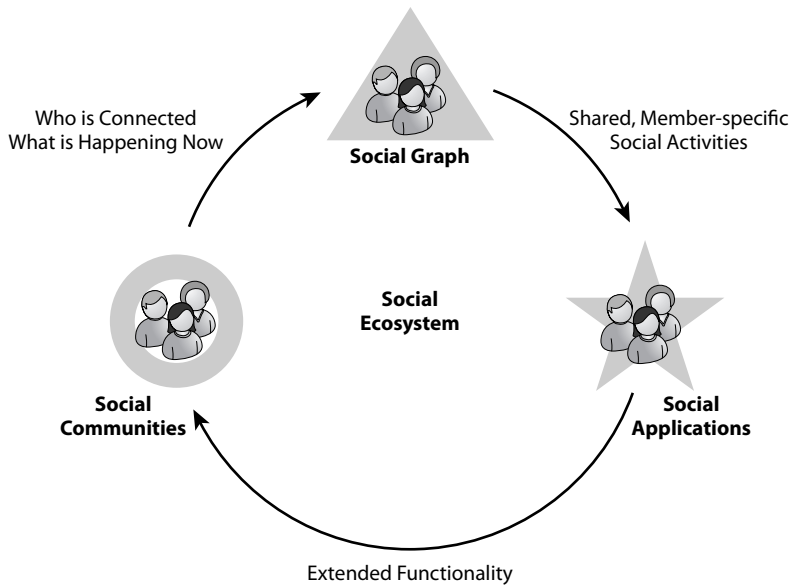 Who is Connected
What is Happening Now
Social Graph
Shared, Member-specific
Social Activities
Social
Ecosystem
Social
Communities
Social
Applications
Extended Functionality